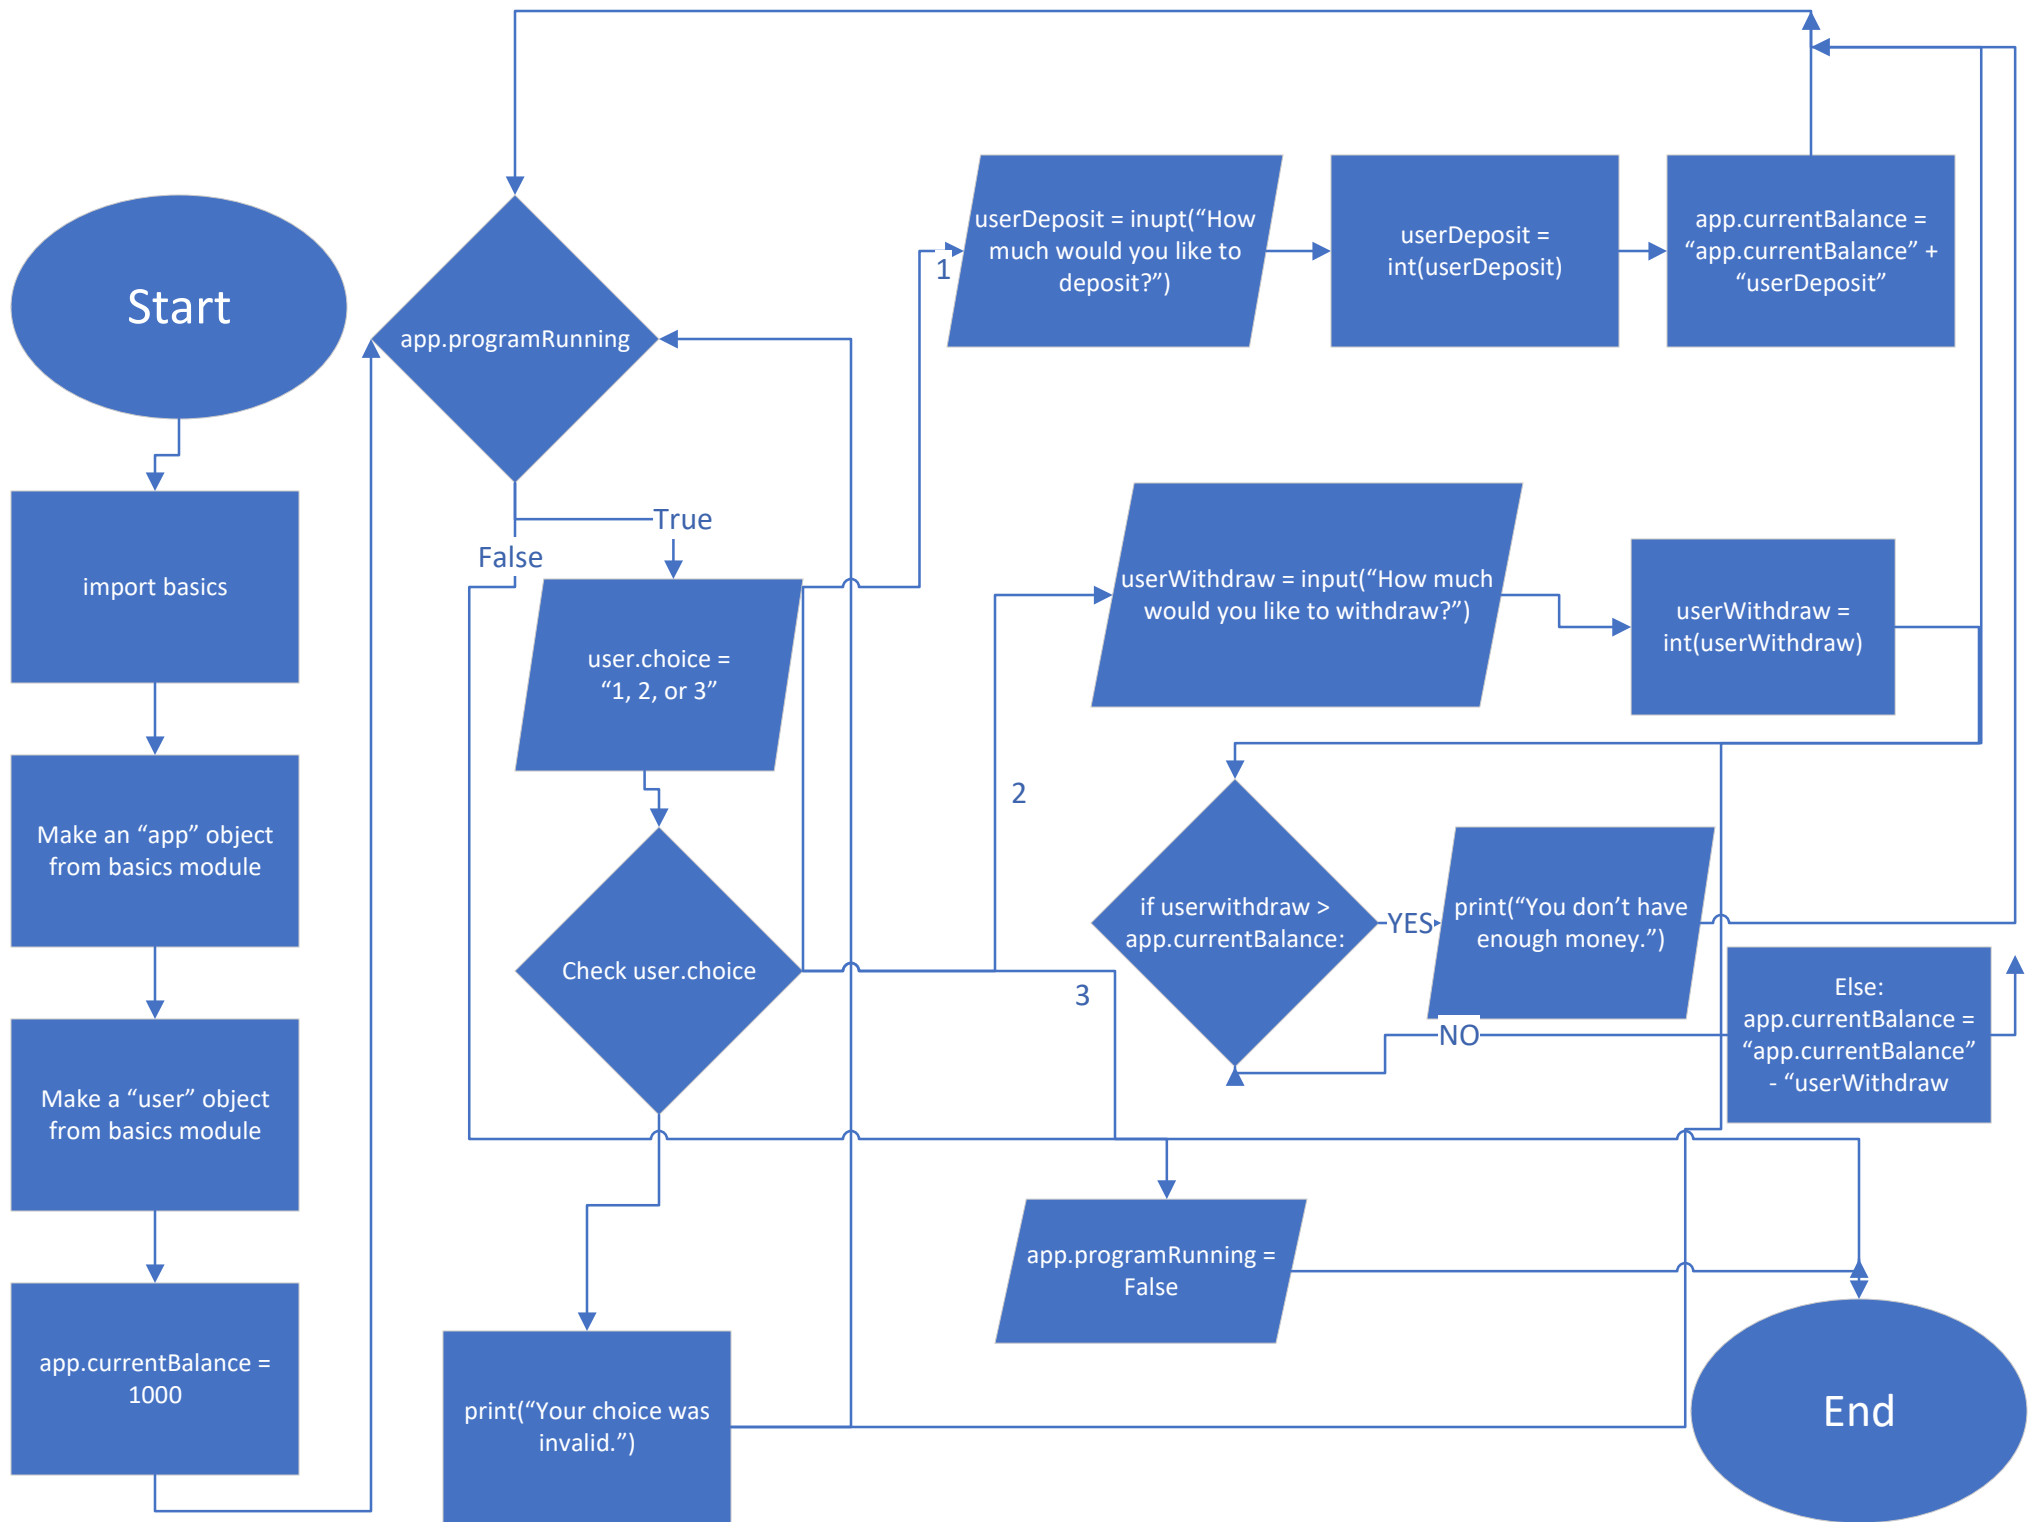 Start
import basics
Make an “app” object
from basics module
Make a “user” object
from basics module
app.currentBalance =
1000
app.programRunning
True
False
user.choice =
“1, 2, or 3”
Check user.choice
print(“Your choice was
invalid.”)
1
userDeposit = inupt(“How
much would you like to
deposit?”)
userDeposit =
int(userDeposit)
app.currentBalance =
“app.currentBalance” +
“userDeposit”
2
userWithdraw = input(“How much
would you like to withdraw?”)
userWithdraw =
int(userWithdraw)
if userwithdraw >
app.currentBalance:
YES
print(“You don’t have
enough money.”)
NO
Else:
app.currentBalance =
“app.currentBalance”
- “userWithdraw
3
app.programRunning =
False
End